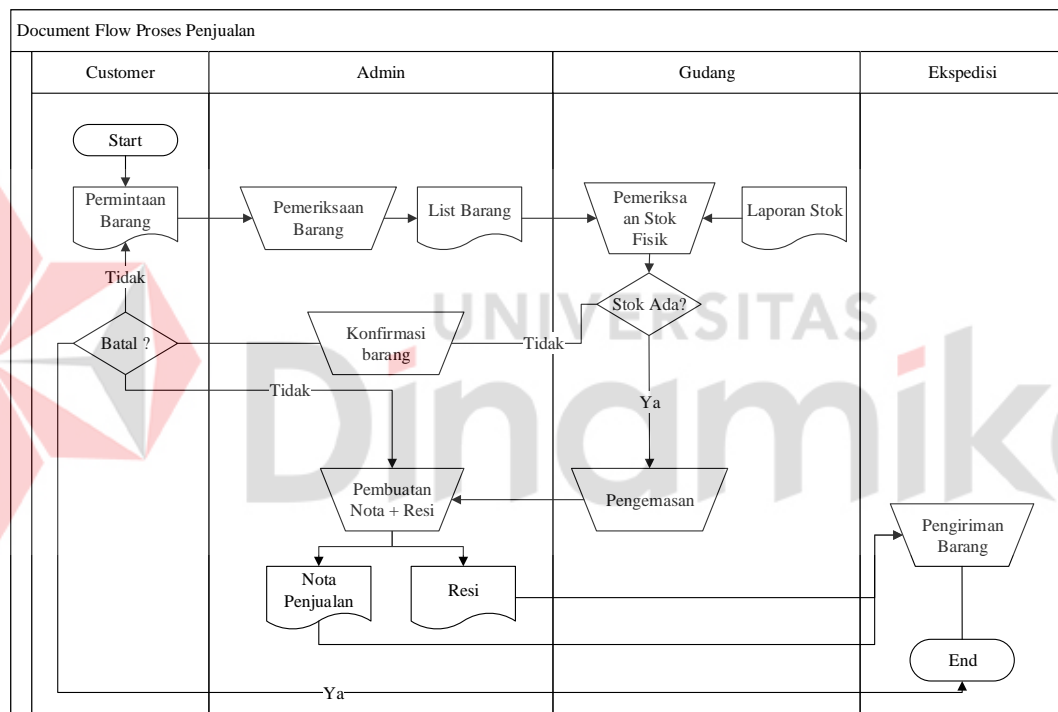 Document Flow Proses Penjualan
Customer
Admin
Gudang
Ekspedisi
Start
Permintaan
Barang
Pemeriksaan
Barang
List Barang
Pemeriksa
an Stok
Fisik
Laporan Stok
Tidak
Stok Ada?
UNIVERSITAS
Dinamika
Batal ?
Konfirmasi
barang
Tidak
Tidak
Ya
Pembuatan
Nota + Resi
Pengemasan
Pengiriman
Barang
Nota
Penjualan
Resi
End
Ya